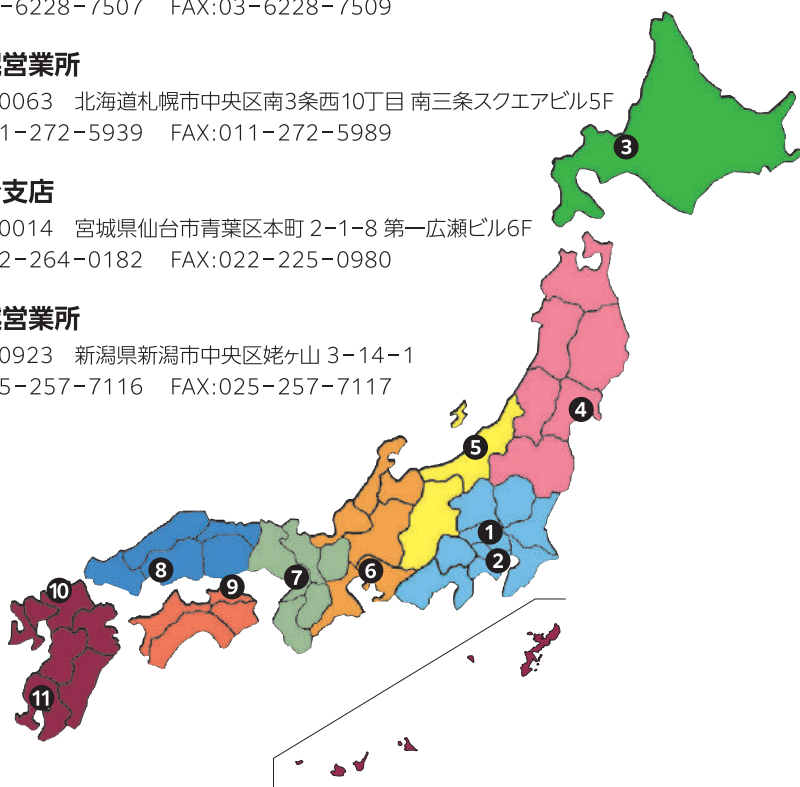 -6228-7507 FAX:03-6228-7509
営業所
0063 北海道札幌市中央区南3条西10丁目 南三条スクエアビル5F
1-272-5939 FAX:011-272-5989
支店
0014 宮城県仙台市青葉区本町 2-1-8 第一広瀬ビル6F
2-264-0182 FAX:022-225-0980
営業所
0923 新潟県新潟市中央区姥ヶ山 3-14-1
5-257-7116 FAX:025-257-7117
3
4
5
1
2
6
7
8
9
10
11